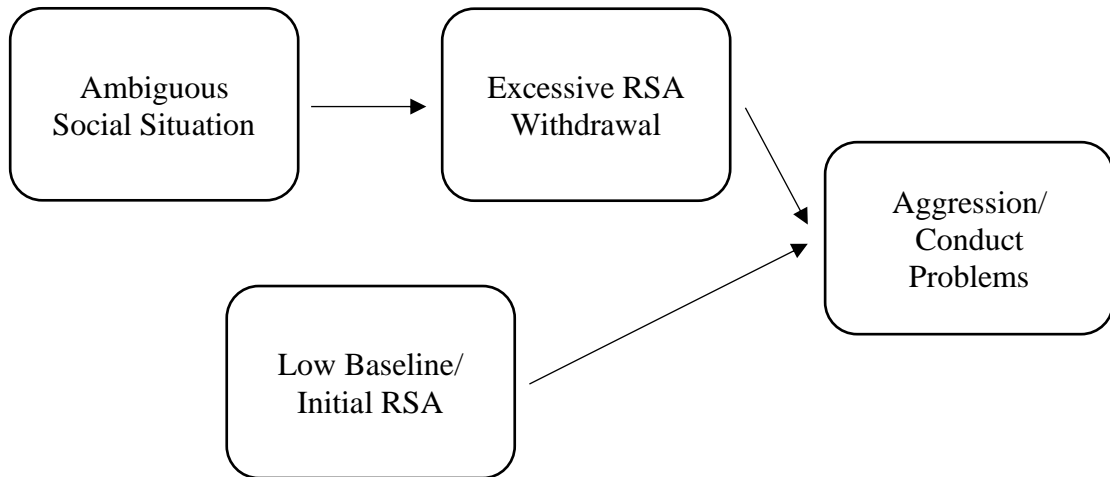 Ambiguous
Social Situation
Excessive RSA
Withdrawal
Aggression/
Conduct
Problems
Low Baseline/
Initial RSA